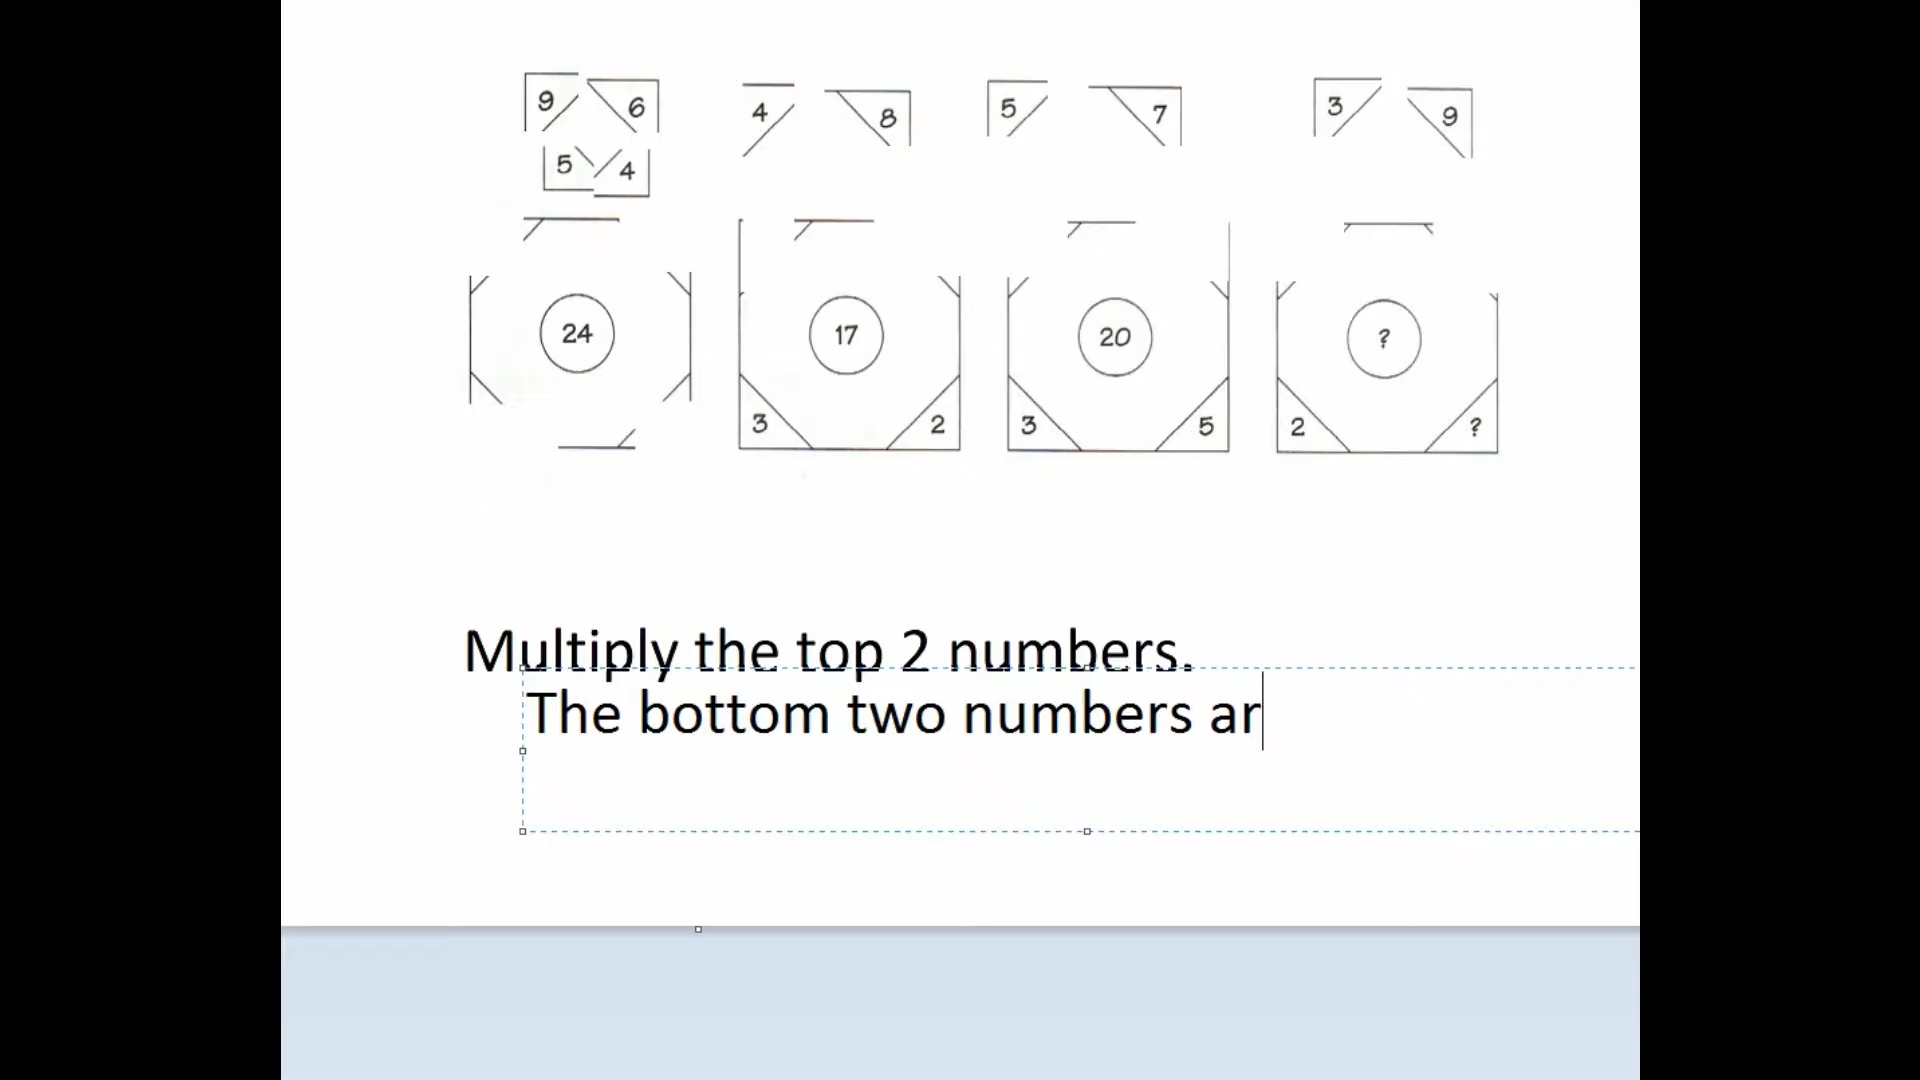 9 6 4 8 5 7 3 9
5 4
24 17 20 ?
3 2 3 5 2 ?
Multiply the top 2 numbers.
The bottom two numbers ar